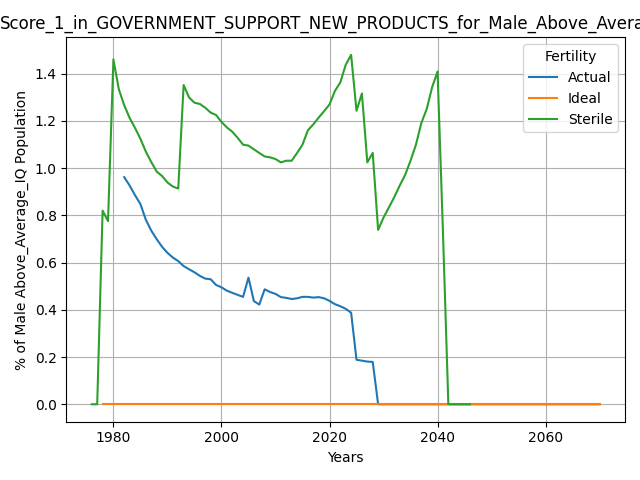 Score_1_in_GOVERNMENT_SUPPORT_NEW_PRODUCTS_for_Male_Above_Avera
% of Male Above_Average_IQ Population
1.4
1.2
1.0
0.8
0.6
0.4
0.2
0.0
Fertility
Actual
Ideal
Sterile
1980
2000
2020
2040
2060
Years